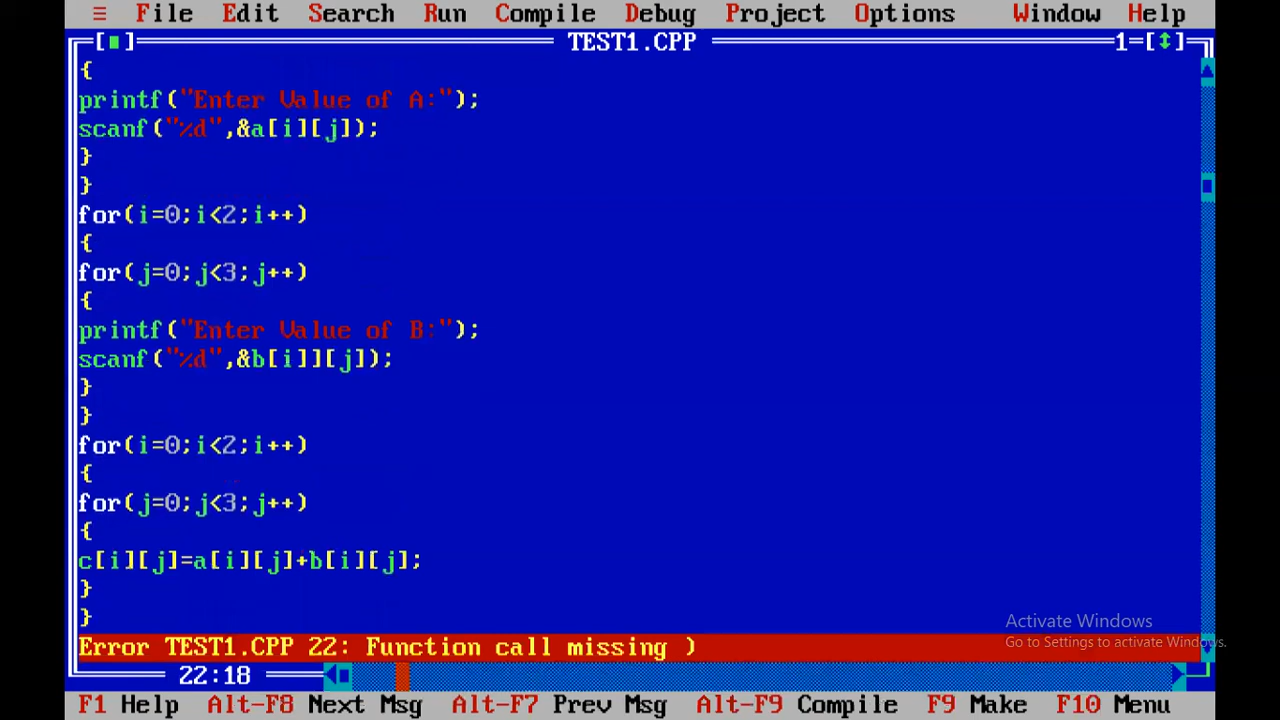 ≡ File Edit Search Run Compile Debug Project Options Window Help
[■] TEST1.CPP 1=[↕]
{
printf("Enter Value of A:");
scanf("%d",&a[i][j]);
}
}
for(i=0;i<2;i++)
{
for(j=0;j<3;j++)
{
printf("Enter Value of B:");
scanf("%d",&b[i]][j]);
}
}
for(i=0;i<2;i++)
{
for(j=0;j<3;j++)
{
c[i][j]=a[i][j]+b[i][j];
}
}
Activate Windows
Go to Settings to activate Windows.
Error TEST1.CPP 22: Function call missing )
22:18
F1 Help Alt-F8 Next Msg Alt-F7 Prev Msg Alt-F9 Compile F9 Make F10 Menu